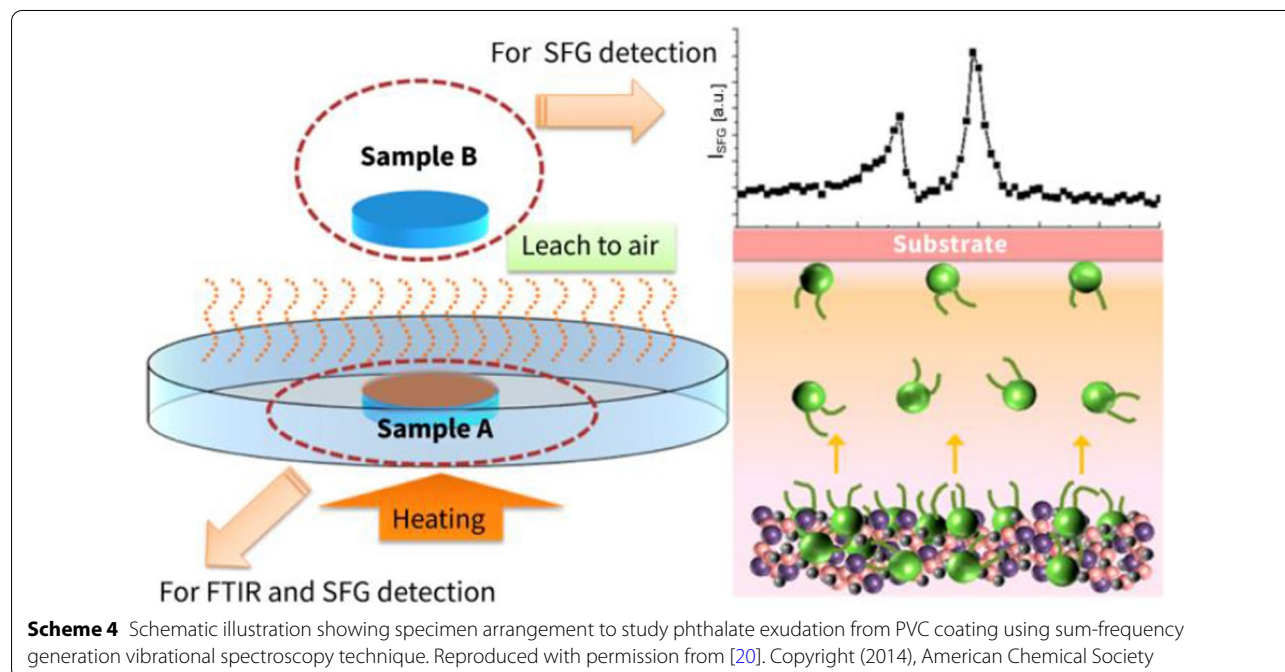 For SFG detection
Sample B
Leach to air
Sample A
Heating
For FTIR and SFG detection
I_SFG [a.u.]
Substrate
Scheme 4 Schematic illustration showing specimen arrangement to study phthalate exudation from PVC coating using sum-frequency
generation vibrational spectroscopy technique. Reproduced with permission from [20]. Copyright (2014), American Chemical Society